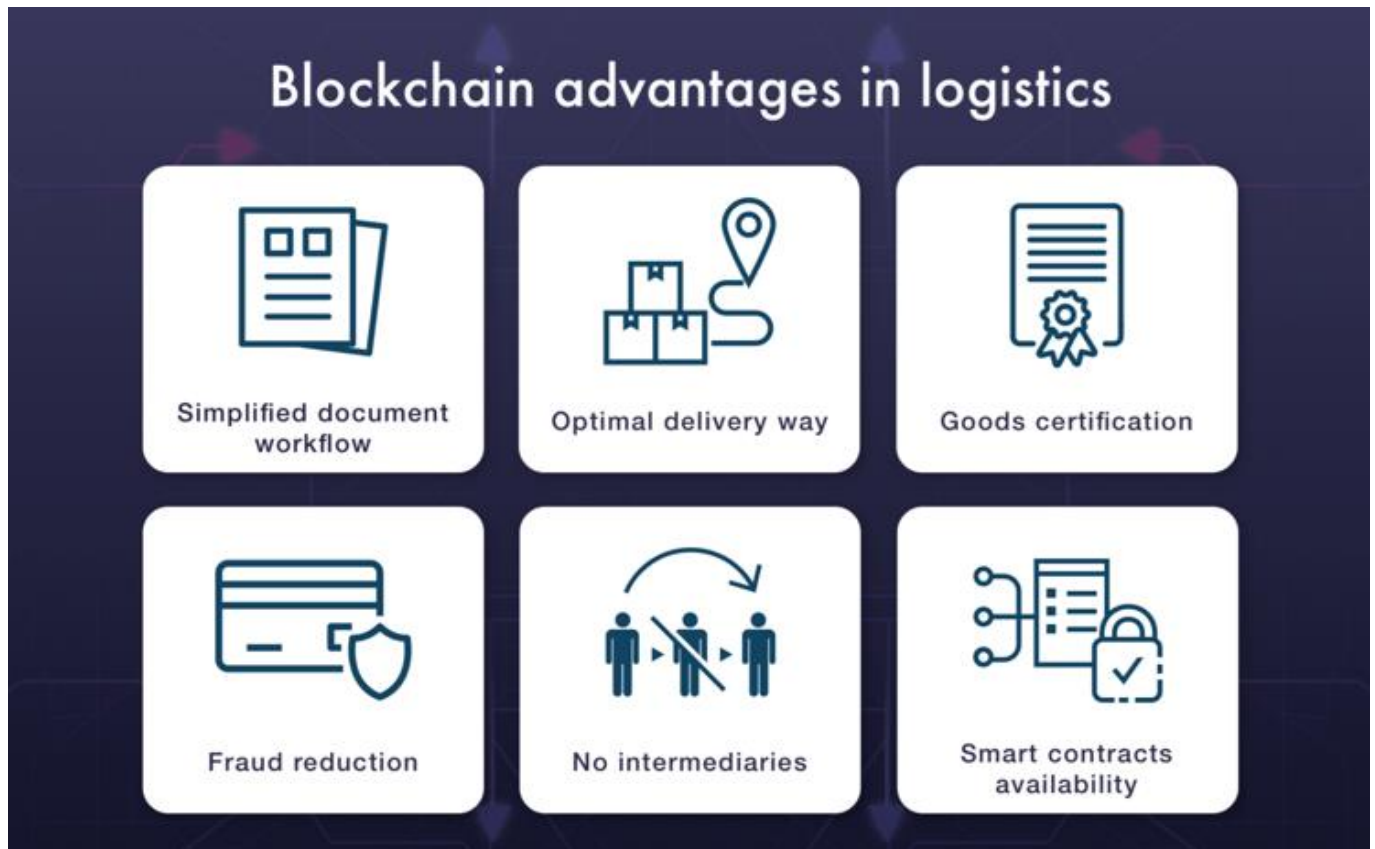 Blockchain advantages in logistics
Simplified document
workflow
Optimal delivery way
Goods certification
Fraud reduction
No intermediaries
Smart contracts
availability